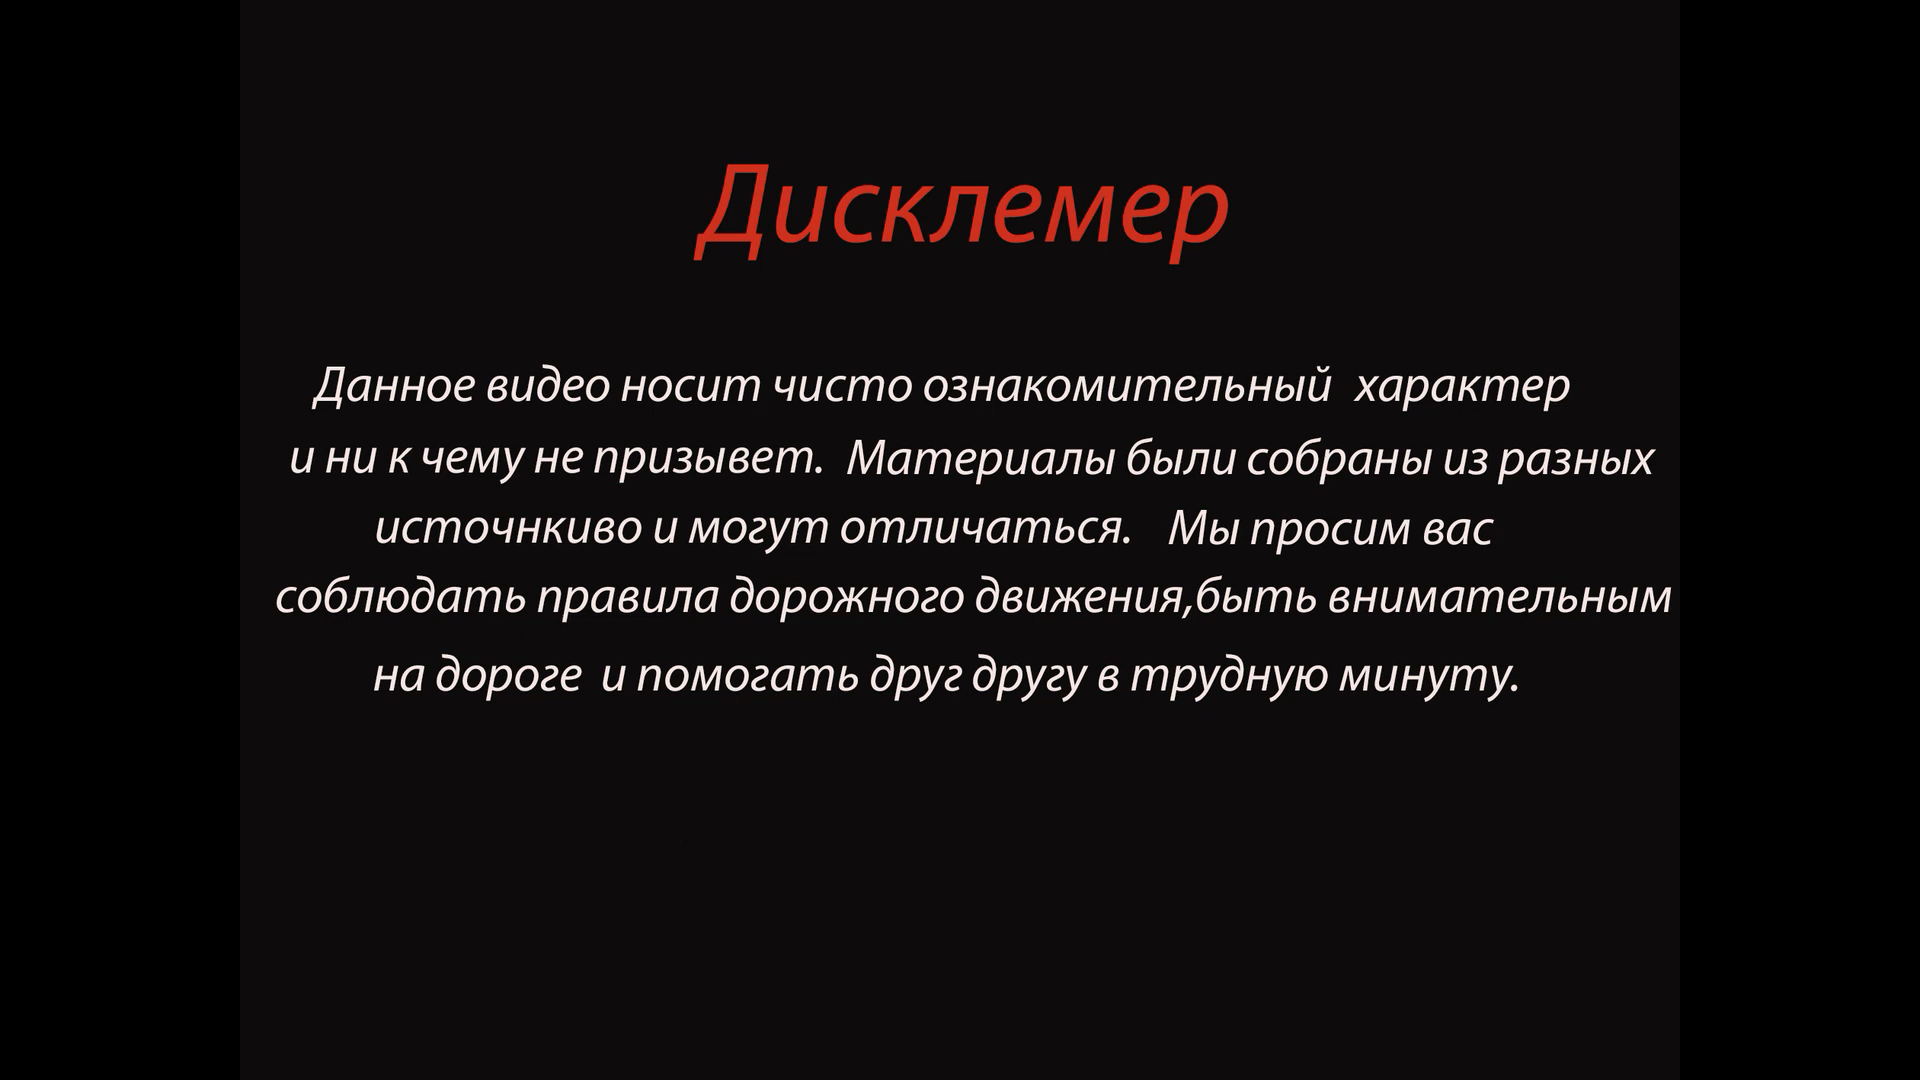 Дисклемер
Данное видео носит чисто ознакомительный характер
и ни к чему не призывет. Материалы были собраны из разных
источнкиво и могут отличаться. Мы просим вас
соблюдать правила дорожного движения,быть внимательным
на дороге и помогать друг другу в трудную минуту.